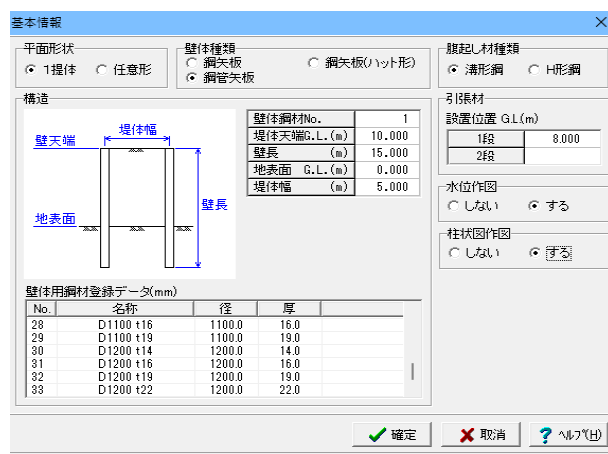 基本情報
平面形状
1堤体 任意形
壁体種類
鋼矢板 鋼矢板(ハット形)
鋼管矢板
腹起し材種類
溝形鋼 H形鋼
構造
壁天端
堤体幅
壁長
地表面
壁体鋼材No. 1
堤体天端G.L.(m) 10.000
壁長 (m) 15.000
地表面 G.L.(m) 0.000
堤体幅 (m) 5.000
引張材
設置位置 G.L(m)
1段 8.000
2段
水位作図
しない する
柱状図作図
しない する
壁体用鋼材登録データ(mm)
No. 名称 径 厚
28 D1100 t16 1100.0 16.0
29 D1100 t19 1100.0 19.0
30 D1200 t14 1200.0 14.0
31 D1200 t16 1200.0 16.0
32 D1200 t19 1200.0 19.0
33 D1200 t22 1200.0 22.0
確定 取消 ヘルプ(H)